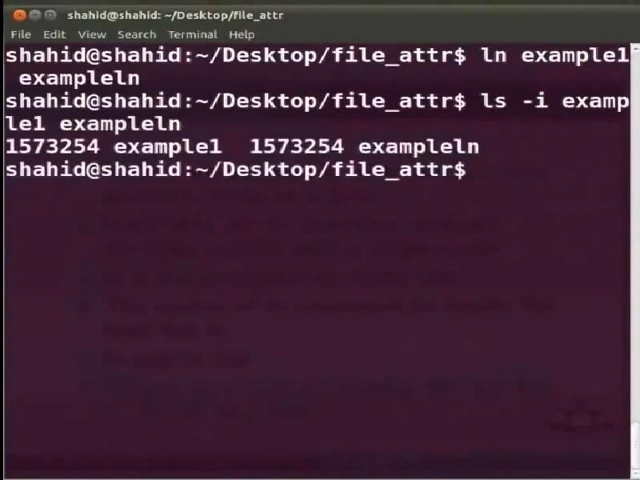 shahid@shahid: ~/Desktop/file_attr
File Edit View Search Terminal Help
shahid@shahid:~/Desktop/file_attr$ ln example1
exampleln
shahid@shahid:~/Desktop/file_attr$ ls -i examp
le1 exampleln
1573254 example1  1573254 exampleln
shahid@shahid:~/Desktop/file_attr$